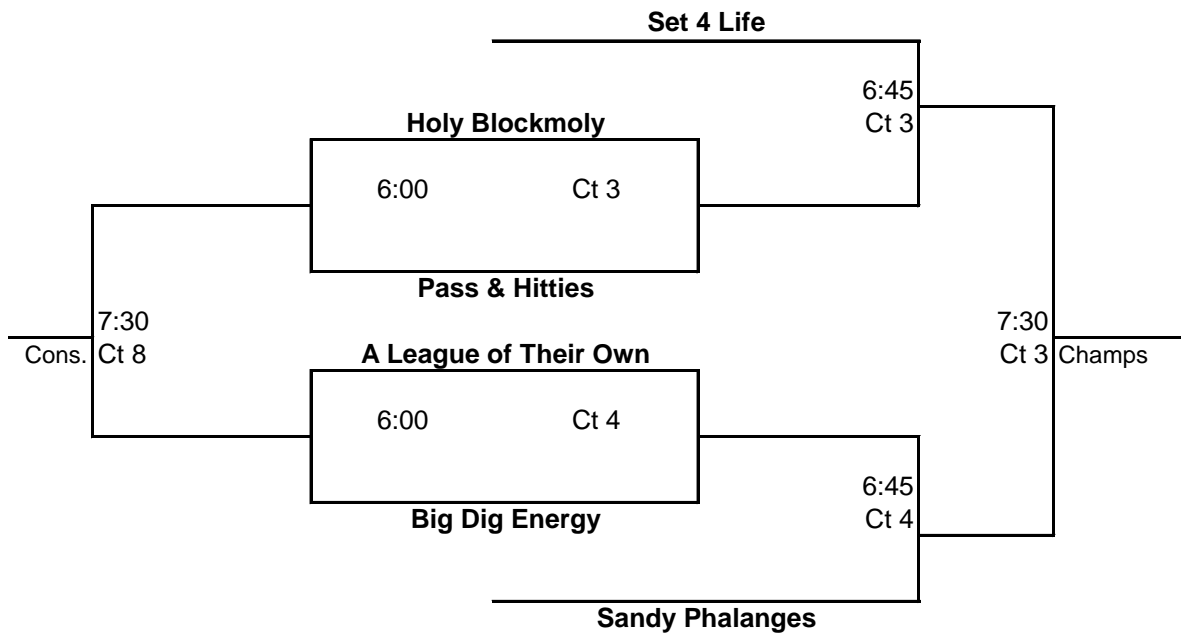 Set 4 Life
6:45
Ct 3
Holy Blockmoly
6:00 Ct 3
Pass & Hitties
7:30
Cons. Ct 8
A League of Their Own
7:30
Ct 3 Champs
6:00 Ct 4
6:45
Ct 4
Big Dig Energy
Sandy Phalanges